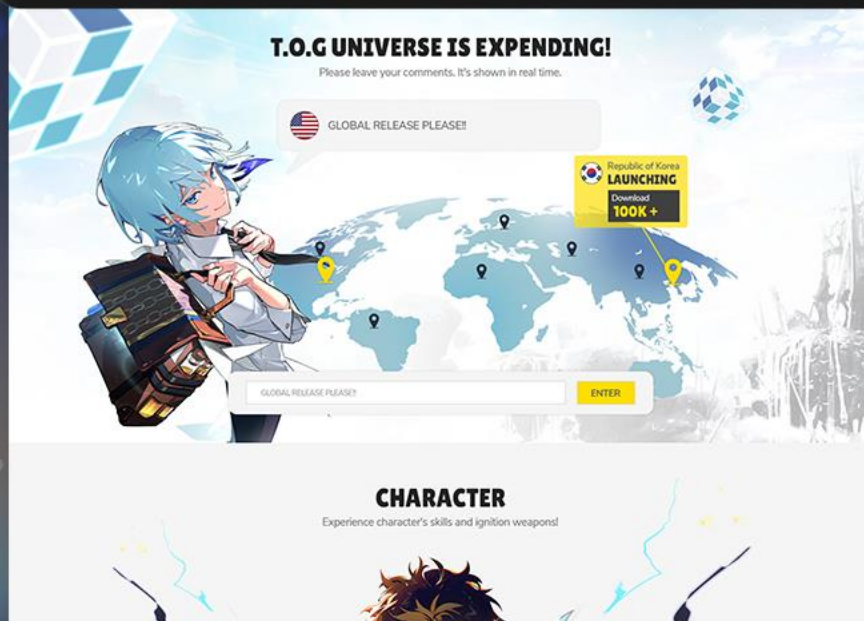 T.O.G UNIVERSE IS EXPENDING!
Please leave your comments. It's shown in real time.
GLOBAL RELEASE PLEASE!!
Republic of Korea
LAUNCHING
Download
100K +
GLOBAL RELEASE PLEASE!!
ENTER
CHARACTER
Experience character's skills and ignition weapons!